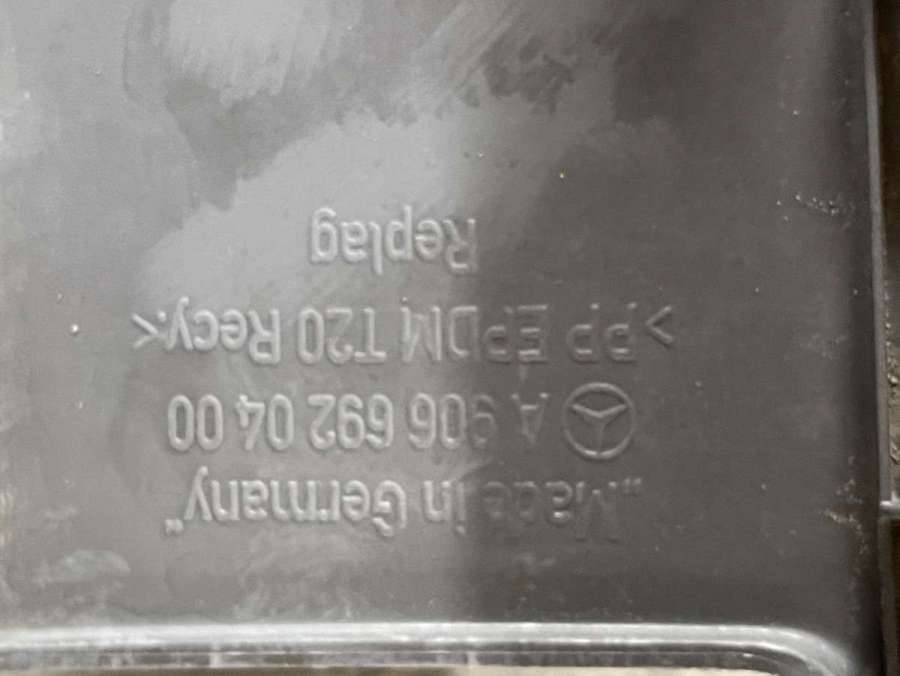 „Made in Germany“
A 906 692 04 00
>PP EPDM T20 Recy.<
Replag